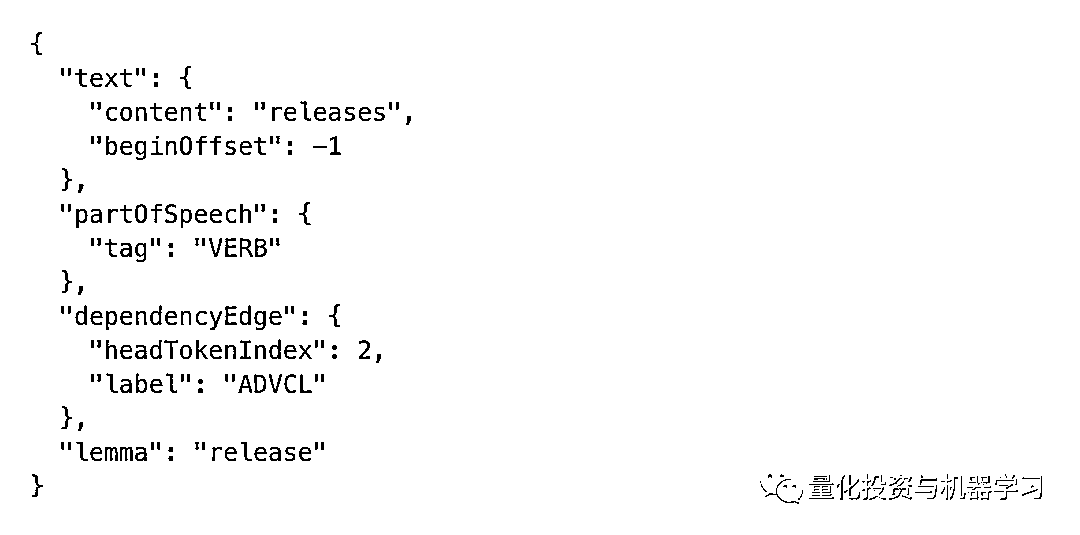 {
  "text": {
    "content": "releases",
    "beginOffset": –1
  },
  "partOfSpeech": {
    "tag": "VERB"
  },
  "dependencyEdge": {
    "headTokenIndex": 2,
    "label": "ADVCL"
  },
  "lemma": "release"
}
量化投资与机器学习